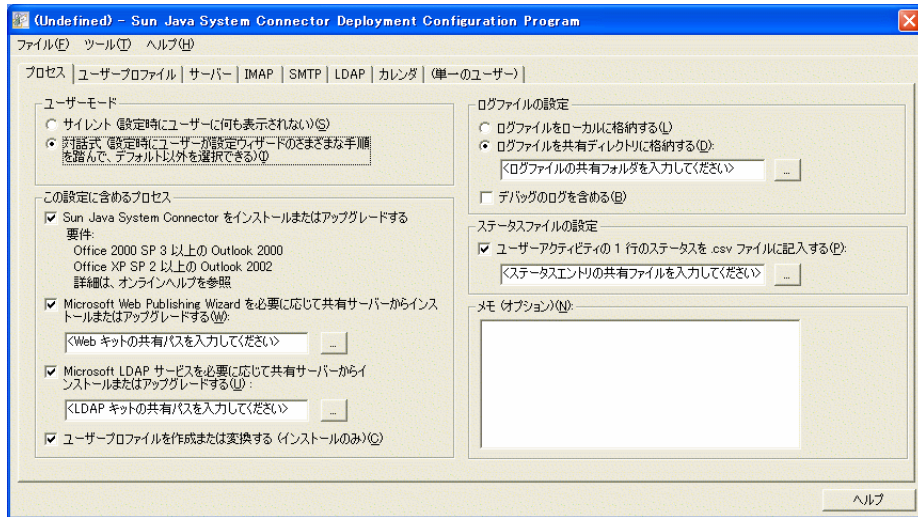 (Undefined) - Sun Java System Connector Deployment Configuration Program
ファイル(F) ツール(T) ヘルプ(H)
プロセス ユーザープロファイル サーバー IMAP SMTP LDAP カレンダ (単一のユーザー)
ユーザーモード
サイレント (設定時にユーザーに何も表示されない)(S)
対話式 (設定時にユーザーが設定ウィザードのさまざまな手順
を踏んで、デフォルト以外を選択できる)(I)
この設定に含めるプロセス
Sun Java System Connector をインストールまたはアップグレードする
要件:
Office 2000 SP 3 以上の Outlook 2000
Office XP SP 2 以上の Outlook 2002
詳細は、オンラインヘルプを参照
Microsoft Web Publishing Wizard を必要に応じて共有サーバーからインス
トールまたはアップグレードする(W):
<Web キットの共有パスを入力してください>
...
Microsoft LDAP サービスを必要に応じて共有サーバーからイ
ンストールまたはアップグレードする(U) :
<LDAP キットの共有パスを入力してください>
...
ユーザープロファイルを作成または変換する (インストールのみ)(C)
ログファイルの設定
ログファイルをローカルに格納する(L)
ログファイルを共有ディレクトリに格納する(D):
<ログファイルの共有フォルダを入力してください>
...
デバッグのログを含める(B)
ステータスファイルの設定
ユーザーアクティビティの 1 行のステータスを .csv ファイルに記入する(P):
<ステータスエントリの共有ファイルを入力してください>
...
メモ (オプション)(N):
ヘルプ